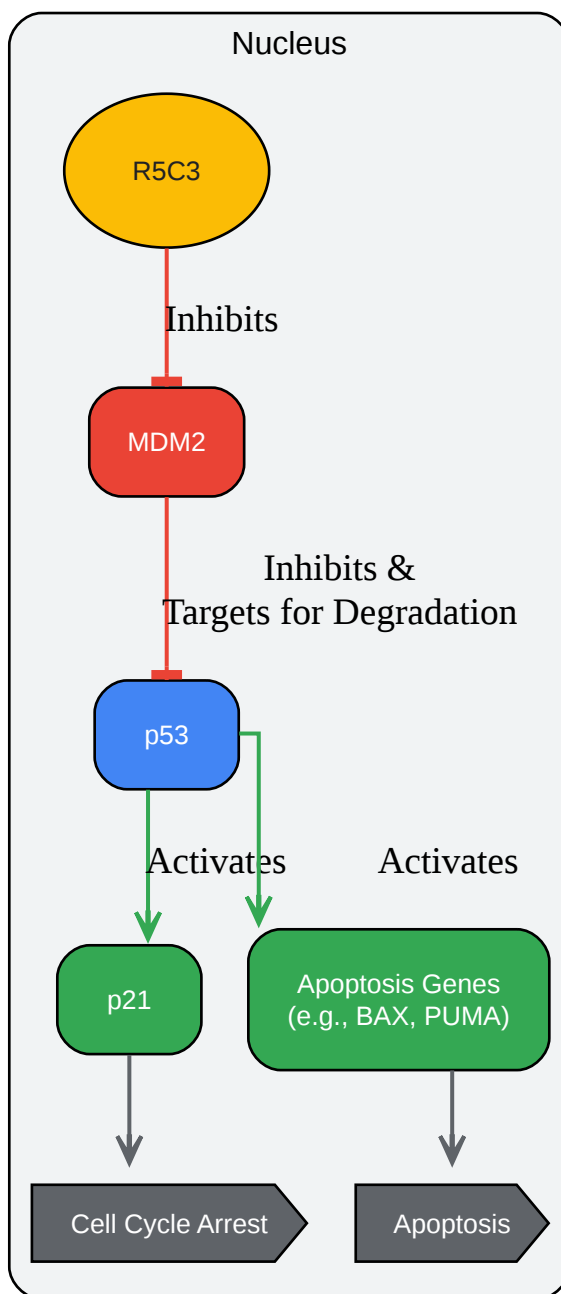 Nucleus
R5C3
Inhibits
MDM2
Inhibits &
Targets for Degradation
p53
Activates
Activates
p21
Apoptosis Genes
(e.g., BAX, PUMA)
Cell Cycle Arrest
Apoptosis